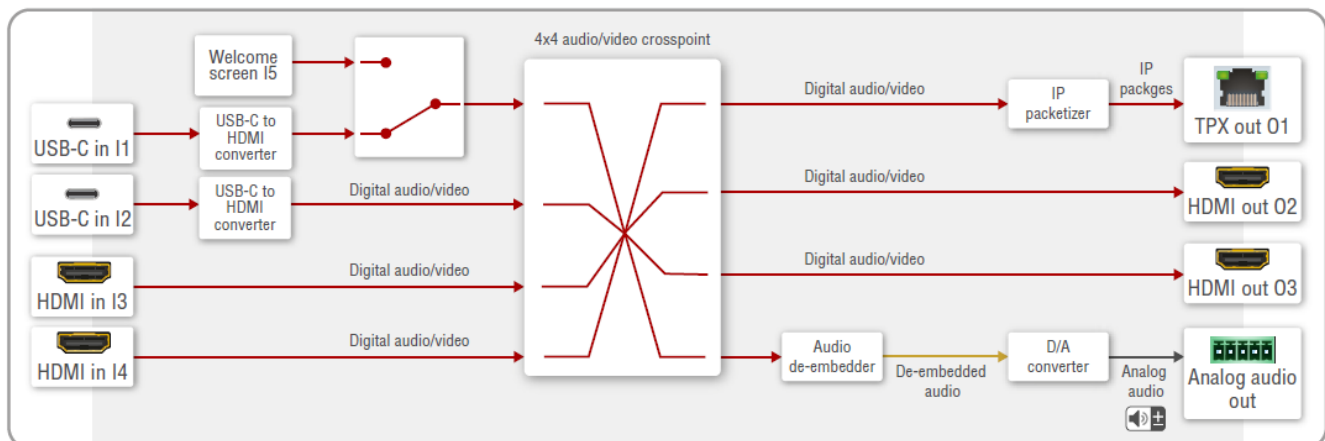 4x4 audio/video crosspoint
Welcome
screen I5
USB-C in I1
USB-C to
HDMI
converter
USB-C in I2
USB-C to
HDMI
converter
Digital audio/video
HDMI in I3
Digital audio/video
HDMI in I4
Digital audio/video
Digital audio/video
IP
packetizer
IP
packges
TPX out O1
Digital audio/video
HDMI out O2
Digital audio/video
HDMI out O3
Audio
de-embedder
De-embedded
audio
D/A
converter
Analog
audio
Analog audio
out